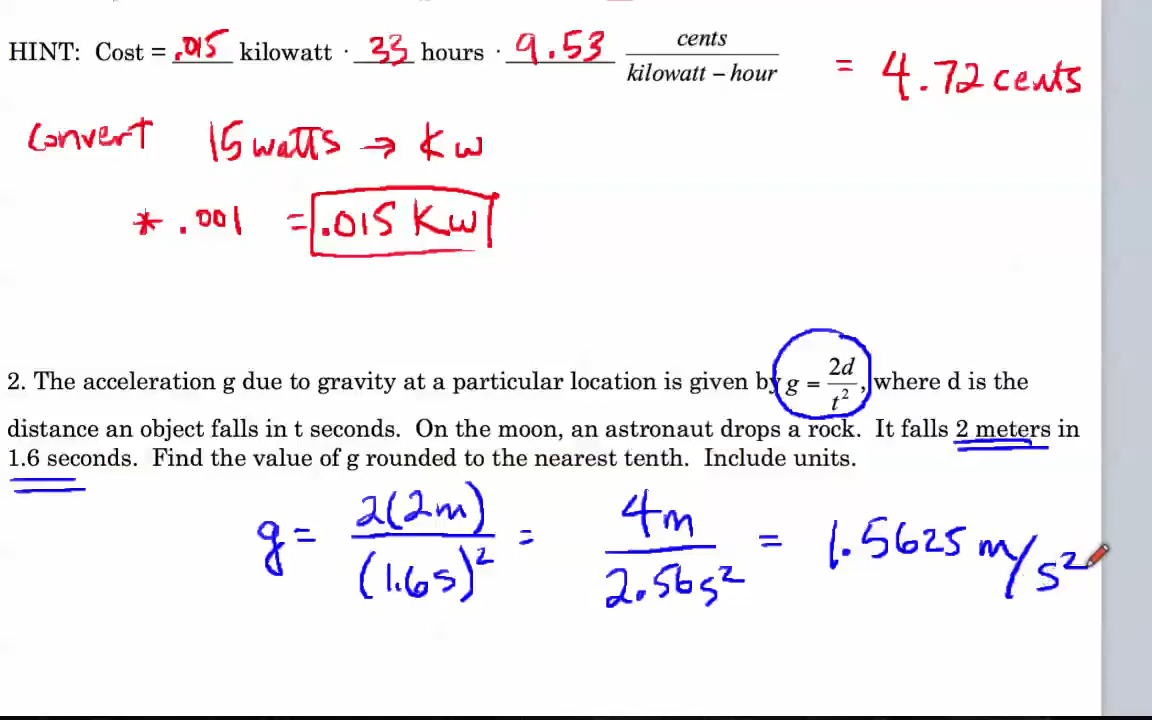 HINT: Cost = .015 kilowatt · 33 hours · 9.53 cents / kilowatt – hour = 4.72 cents
Convert 15 watts → KW
* .001 = .015 KW
2. The acceleration g due to gravity at a particular location is given by g = 2d / t², where d is the
distance an object falls in t seconds. On the moon, an astronaut drops a rock. It falls 2 meters in
1.6 seconds. Find the value of g rounded to the nearest tenth. Include units.
g = 2(2m) / (1.6s)² = 4m / 2.56s² = 1.5625 m/s²